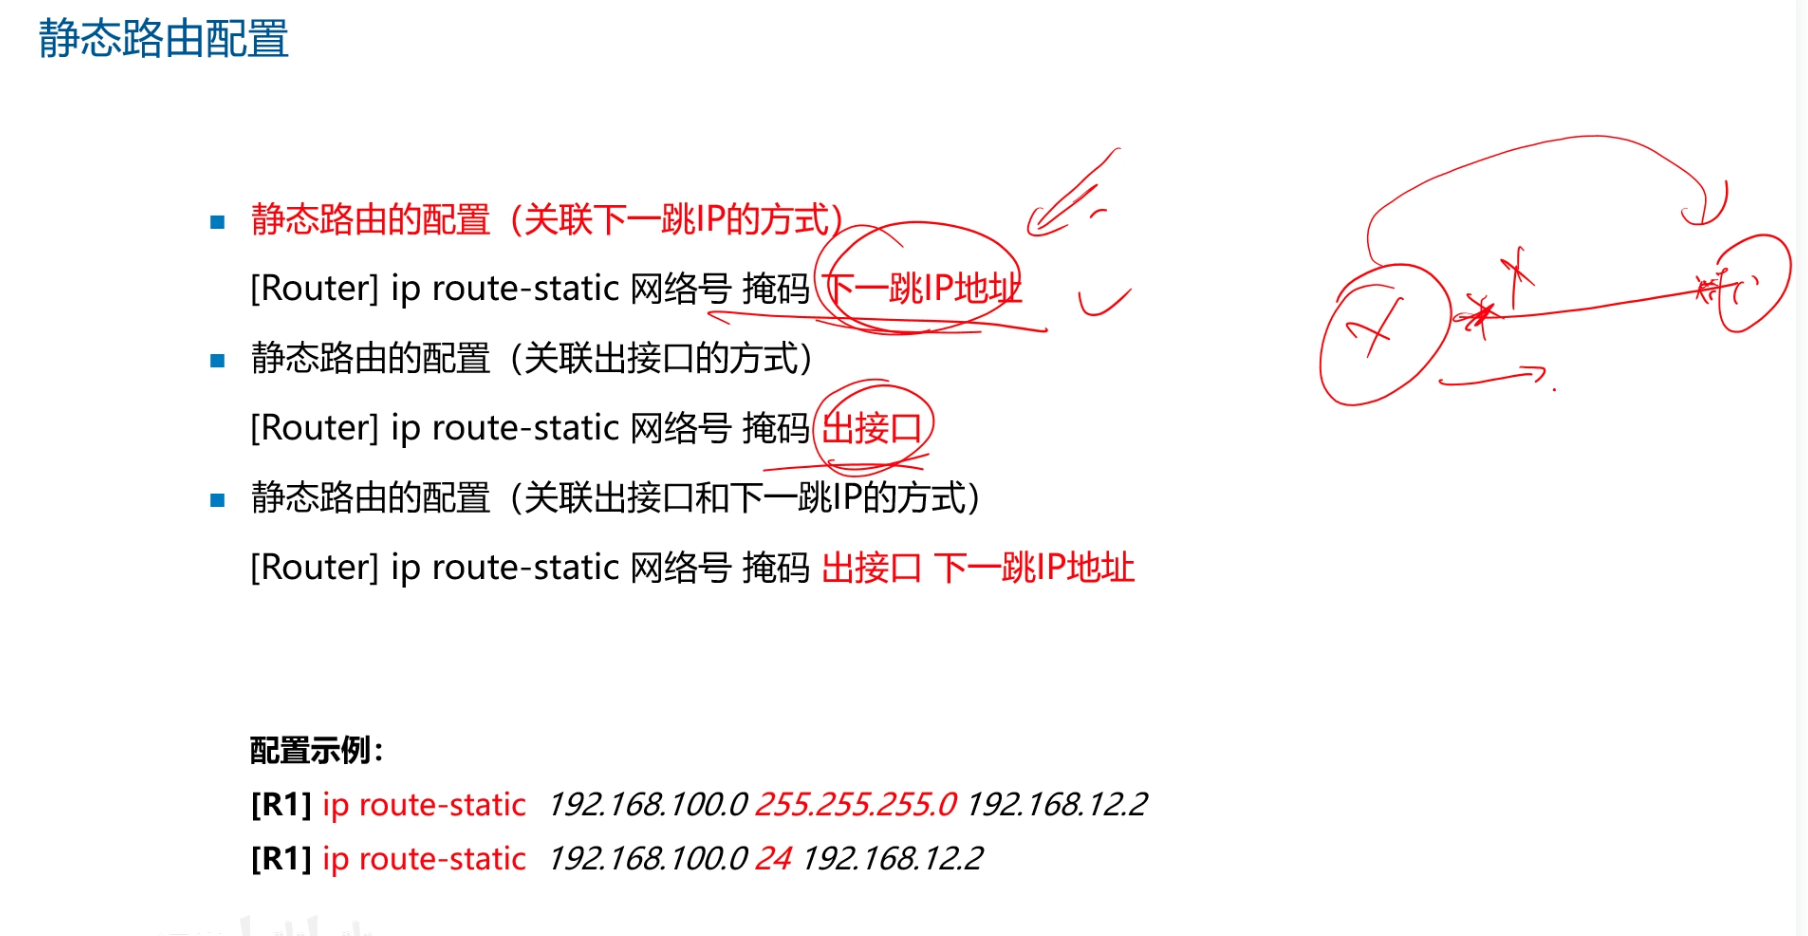 静态路由配置
静态路由的配置（关联下一跳IP的方式）
[Router] ip route-static 网络号 掩码 下一跳IP地址
静态路由的配置（关联出接口的方式）
[Router] ip route-static 网络号 掩码 出接口
静态路由的配置（关联出接口和下一跳IP的方式）
[Router] ip route-static 网络号 掩码 出接口 下一跳IP地址
配置示例：
[R1] ip route-static 192.168.100.0 255.255.255.0 192.168.12.2
[R1] ip route-static 192.168.100.0 24 192.168.12.2